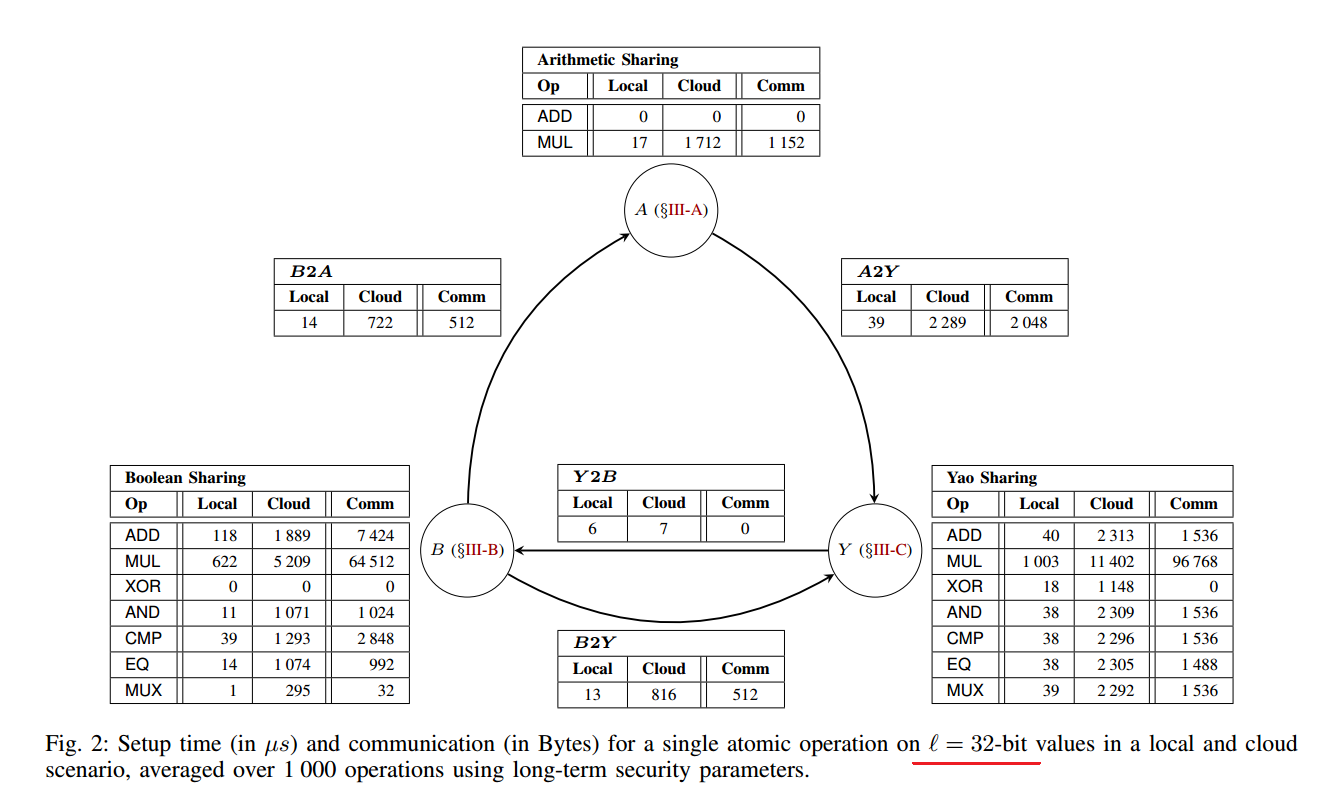 Arithmetic Sharing
Op Local Cloud Comm
ADD 0 0 0
MUL 17 1 712 1 152
A (§III-A)
B2A
Local Cloud Comm
14 722 512
A2Y
Local Cloud Comm
39 2 289 2 048
Boolean Sharing
Op Local Cloud Comm
ADD 118 1 889 7 424
MUL 622 5 209 64 512
XOR 0 0 0
AND 11 1 071 1 024
CMP 39 1 293 2 848
EQ 14 1 074 992
MUX 1 295 32
B (§III-B)
Y2B
Local Cloud Comm
6 7 0
Y (§III-C)
B2Y
Local Cloud Comm
13 816 512
Yao Sharing
Op Local Cloud Comm
ADD 40 2 313 1 536
MUL 1 003 11 402 96 768
XOR 18 1 148 0
AND 38 2 309 1 536
CMP 38 2 296 1 536
EQ 38 2 305 1 488
MUX 39 2 292 1 536
Fig. 2: Setup time (in μs) and communication (in Bytes) for a single atomic operation on ℓ = 32-bit values in a local and cloud
scenario, averaged over 1 000 operations using long-term security parameters.